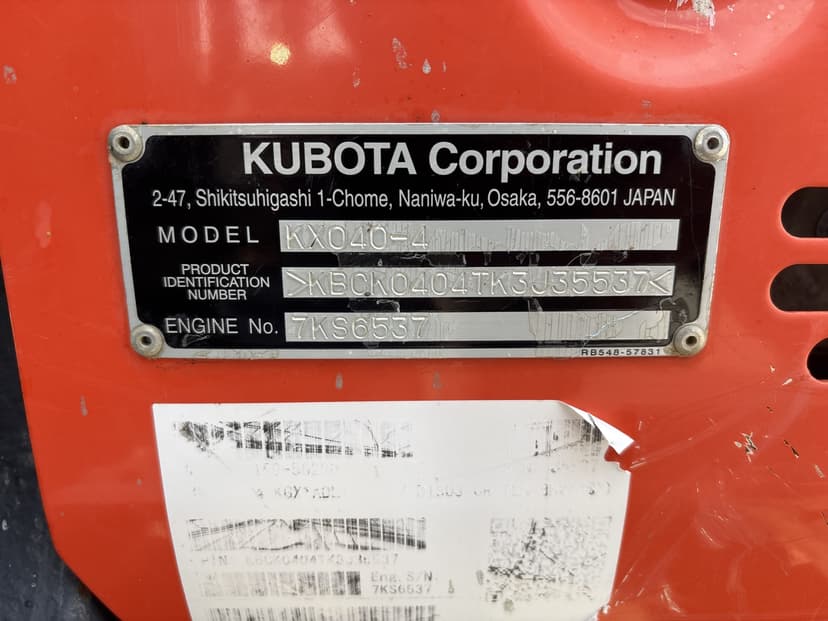 KUBOTA Corporation
2-47, Shikitsuhigashi 1-Chome, Naniwa-ku, Osaka, 556-8601 JAPAN
MODEL KX040-4
PRODUCT
IDENTIFICATION
NUMBER >KBCK0404TK3J35537<
ENGINE No. 7KS6537
RB548-57831
Eng. S/N.
7KS6537